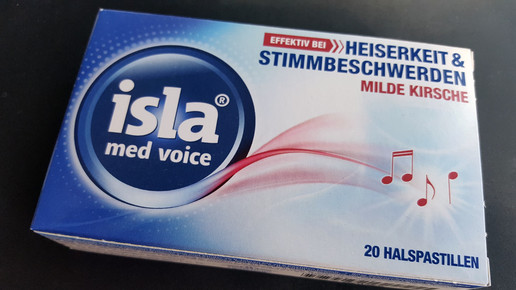 EFFEKTIV BEI
HEISERKEIT &
STIMMBESCHWERDEN
MILDE KIRSCHE
isla®
med voice
20 HALSPASTILLEN